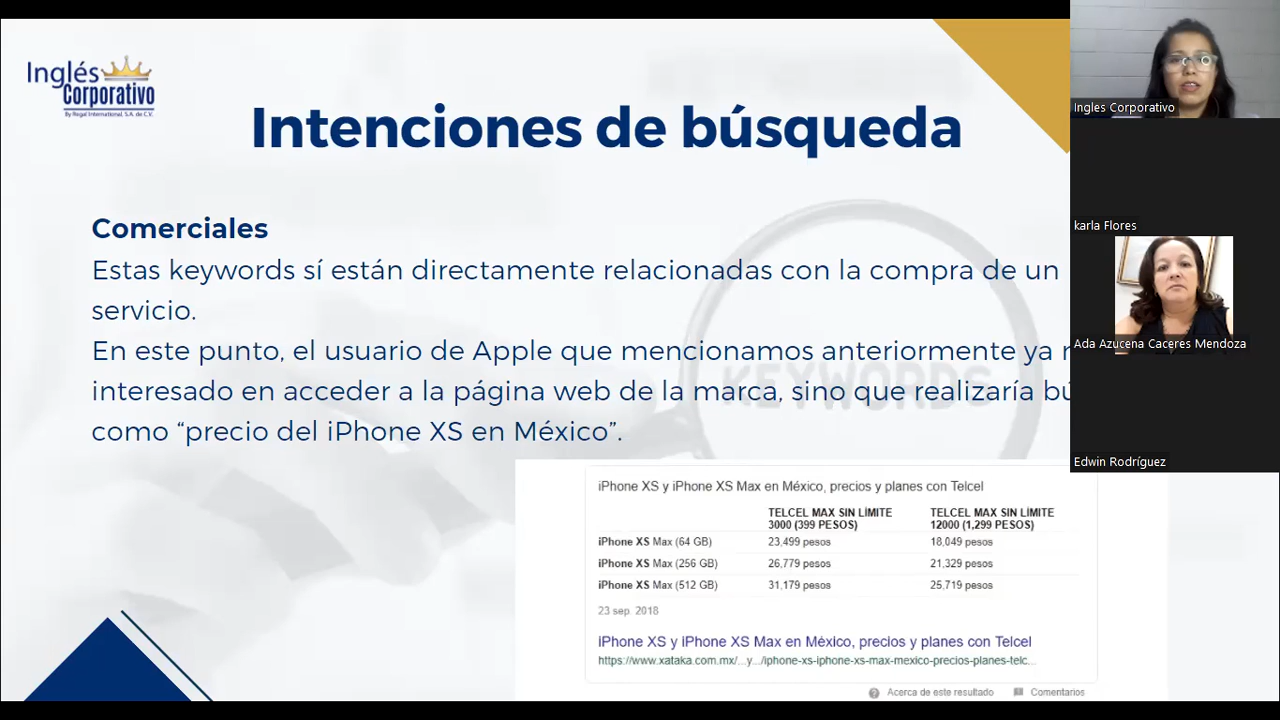 Inglés
Corporativo
By Regal International, S.A. de C.V.
Intenciones de búsqueda
Comerciales
Estas keywords sí están directamente relacionadas con la compra de un
servicio.
En este punto, el usuario de Apple que mencionamos anteriormente ya
interesado en acceder a la página web de la marca, sino que realizaría
como “precio del iPhone XS en México”.
KEYWORDS
iPhone XS y iPhone XS Max en México, precios y planes con Telcel
TELCEL MAX SIN LÍMITE 3000 (399 PESOS) TELCEL MAX SIN LÍMITE 12000 (1,299 PESOS)
iPhone XS Max (64 GB) 23,499 pesos 18,049 pesos
iPhone XS Max (256 GB) 26,779 pesos 21,329 pesos
iPhone XS Max (512 GB) 31,179 pesos 25,719 pesos
23 sep. 2018
iPhone XS y iPhone XS Max en México, precios y planes con Telcel
https://www.xataka.com.mx/...y.../iphone-xs-iphone-xs-max-mexico-precios-planes-telc...
Acerca de este resultado Comentarios
Ingles Corporativo
karla Flores
Ada Azucena Caceres Mendoza
Edwin Rodríguez